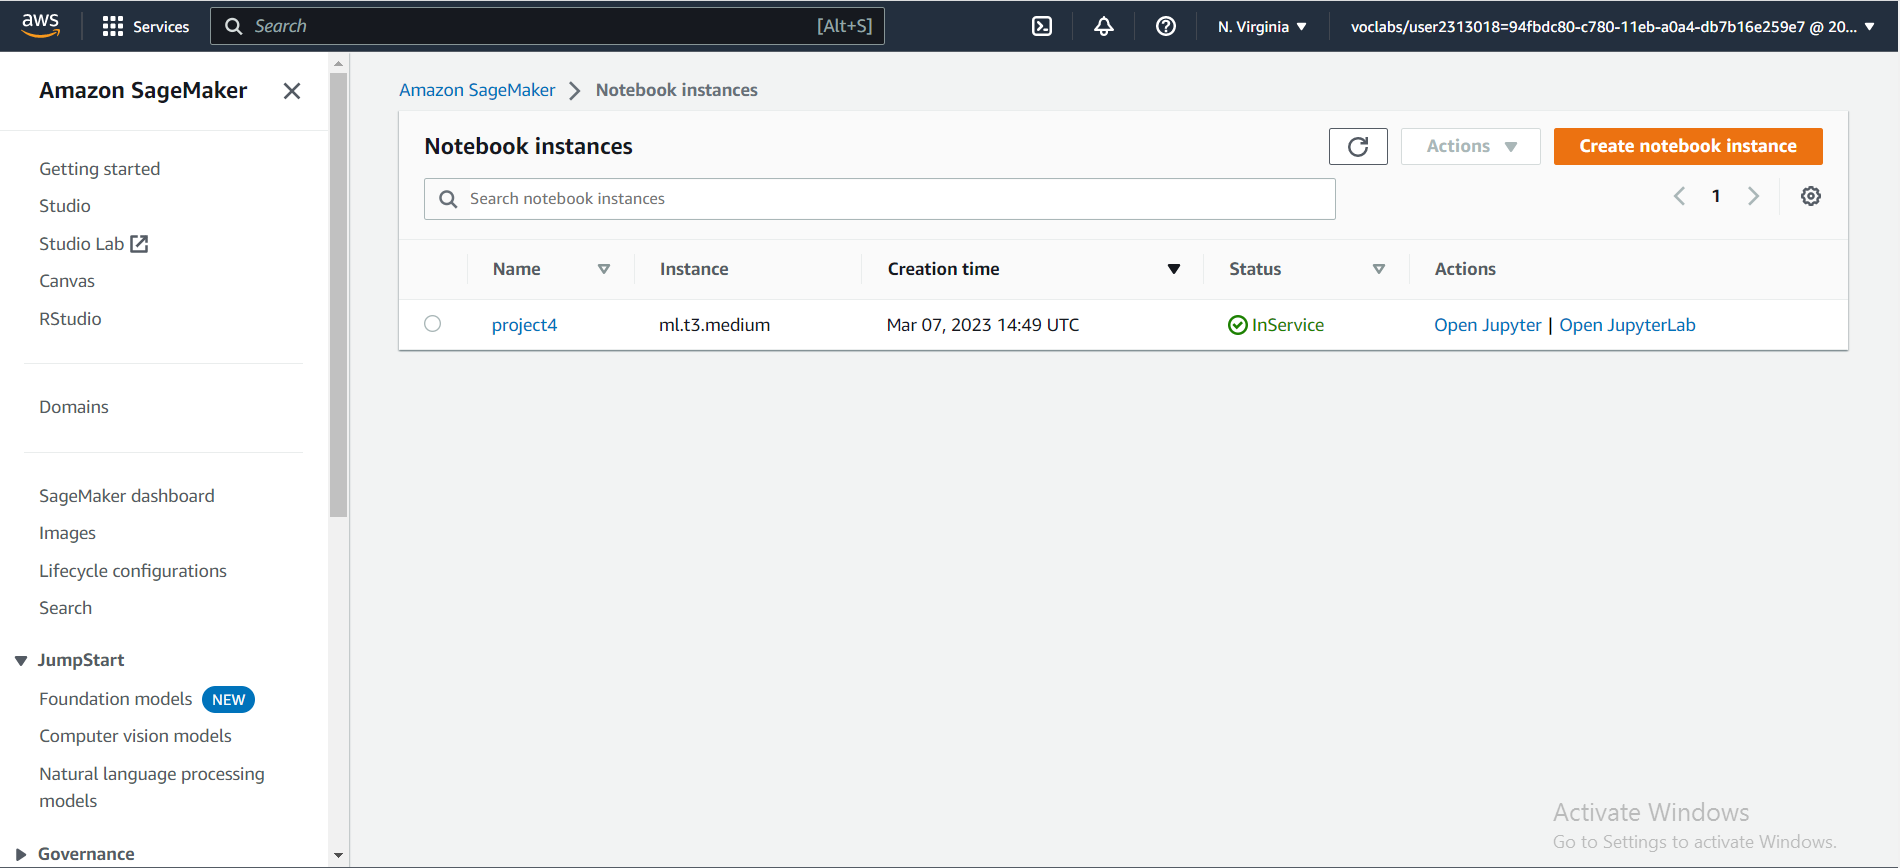 aws Services Search [Alt+S] N. Virginia voclabs/user2313018=94fbdc80-c780-11eb-a0a4-db7b16e259e7 @ 20...
Amazon SageMaker
Getting started
Studio
Studio Lab
Canvas
RStudio
Domains
SageMaker dashboard
Images
Lifecycle configurations
Search
JumpStart
Foundation models NEW
Computer vision models
Natural language processing
models
Governance
Amazon SageMaker Notebook instances
Notebook instances Actions Create notebook instance
Search notebook instances 1
Name Instance Creation time Status Actions
project4 ml.t3.medium Mar 07, 2023 14:49 UTC InService Open Jupyter | Open JupyterLab
Activate Windows
Go to Settings to activate Windows.